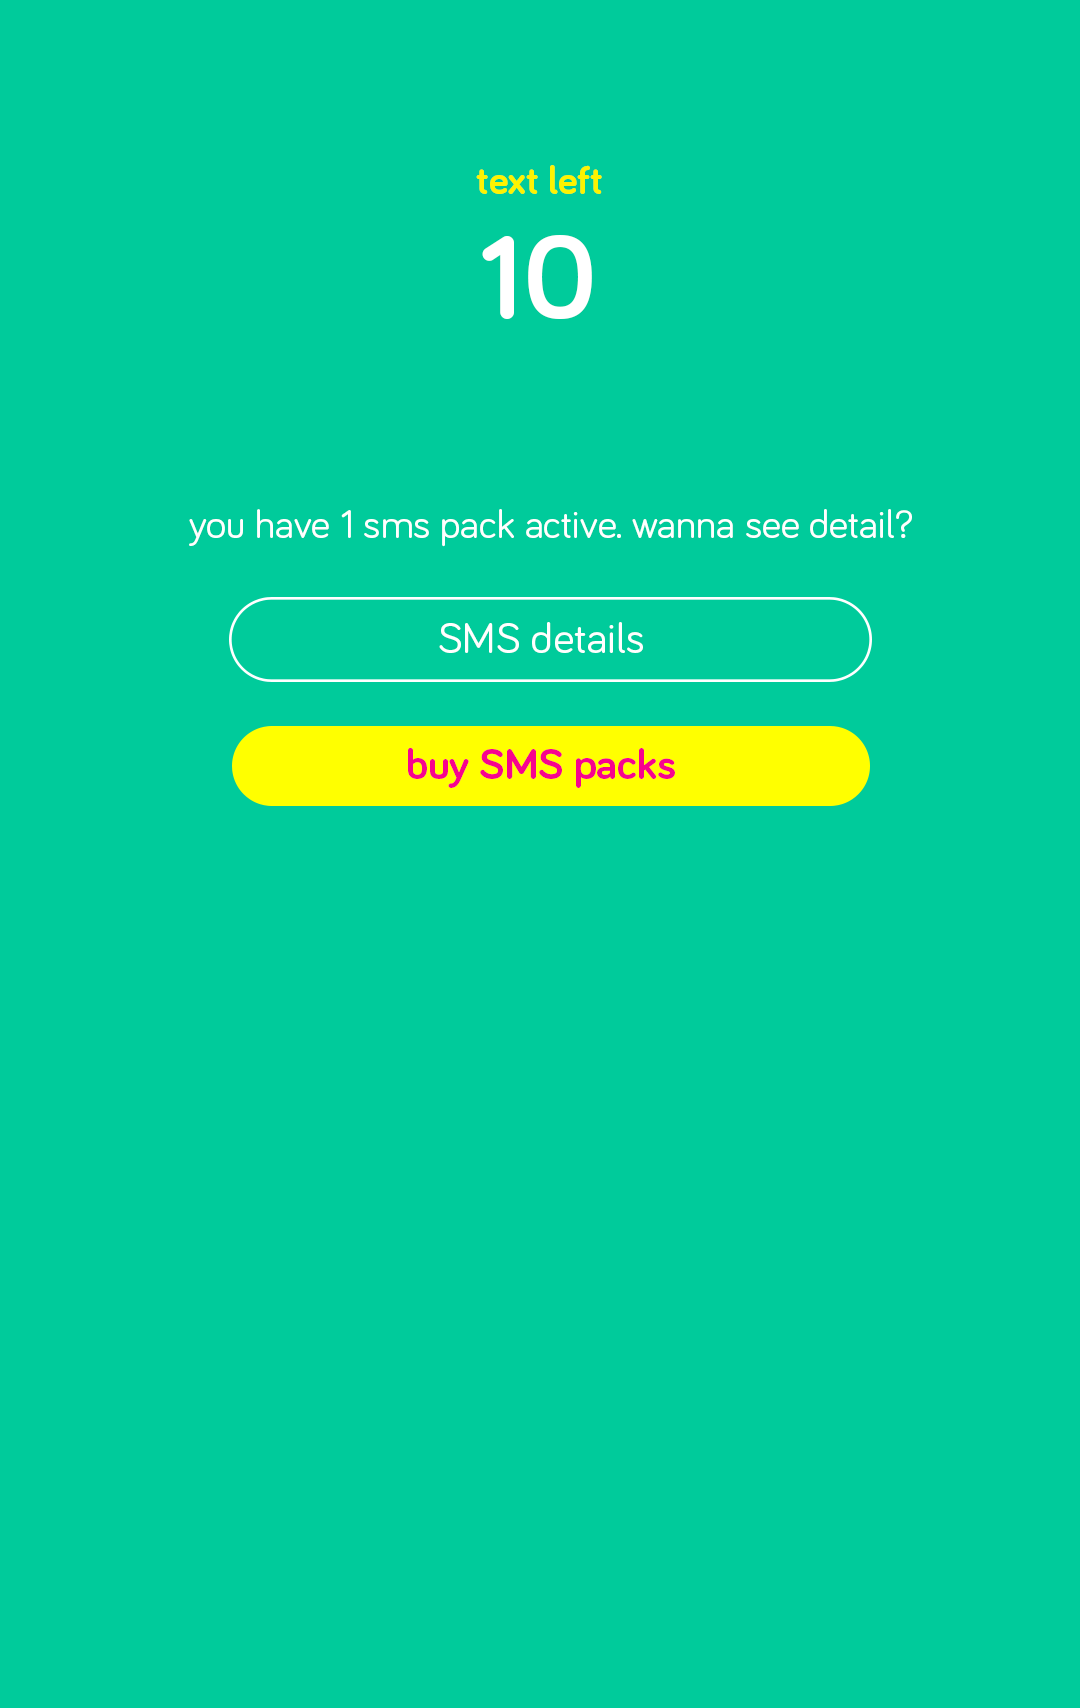 text left
10
you have 1 sms pack active. wanna see detail?
SMS details
buy SMS packs